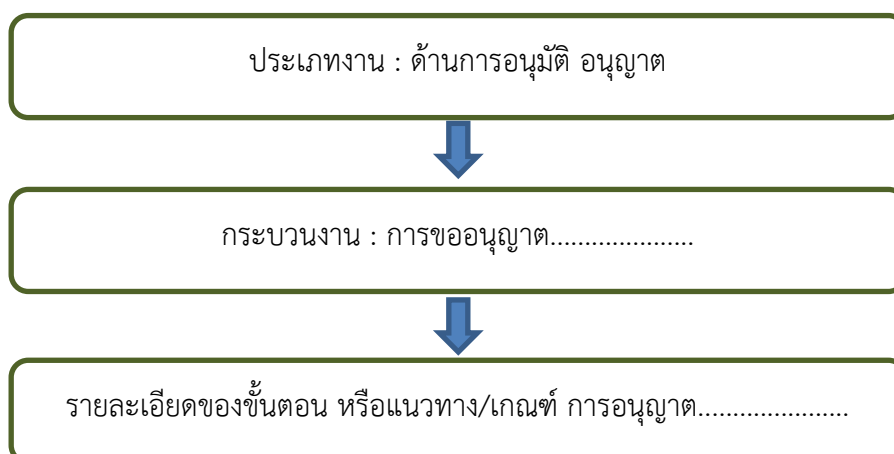 ประเภทงาน : ด้านการอนุมัติ อนุญาต
กระบวนงาน : การขออนุญาต.....................
รายละเอียดของขั้นตอน หรือแนวทาง/เกณฑ์ การอนุญาต......................